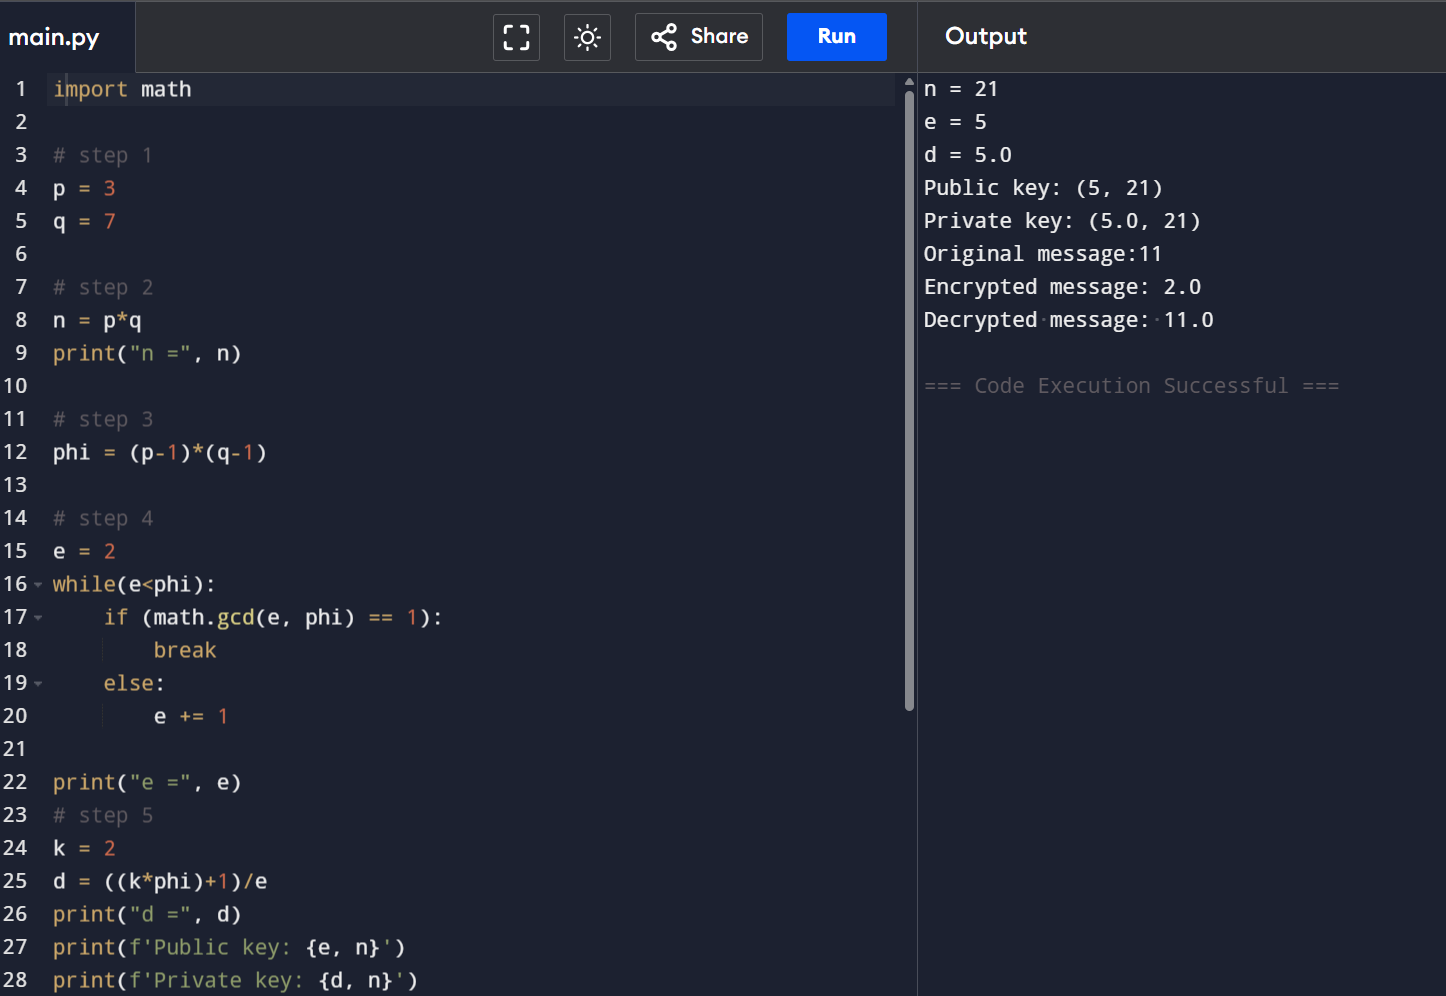 main.py
Share
Run
Output
1 import math
2
3 # step 1
4 p = 3
5 q = 7
6
7 # step 2
8 n = p*q
9 print("n =", n)
10
11 # step 3
12 phi = (p-1)*(q-1)
13
14 # step 4
15 e = 2
16 while(e<phi):
17     if (math.gcd(e, phi) == 1):
18         break
19     else:
20         e += 1
21
22 print("e =", e)
23 # step 5
24 k = 2
25 d = ((k*phi)+1)/e
26 print("d =", d)
27 print(f'Public key: {e, n}')
28 print(f'Private key: {d, n}')
n = 21
e = 5
d = 5.0
Public key: (5, 21)
Private key: (5.0, 21)
Original message:11
Encrypted message: 2.0
Decrypted message: 11.0
=== Code Execution Successful ===